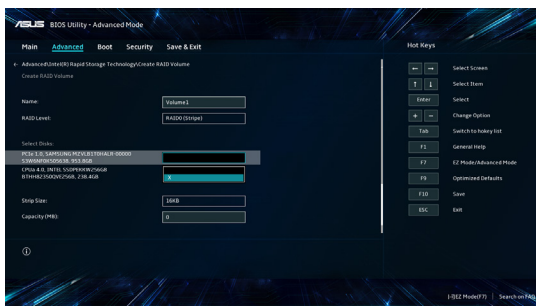 ASUS BIOS Utility - Advanced Mode
Main Advanced Boot Security Save & Exit
Hot Keys
← Advanced\Intel(R) Rapid Storage Technology\Create RAID Volume
Create RAID Volume
Name: Volume1
RAID Level: RAID0 (Stripe)
Select Disks:
PCIe 1.0, SAMSUNG MZVLB1T0HALR-00000
S3W6NF0K505638, 953.8GB
CPUa 4.0, INTEL SSDPEKKW256G8
BTHH82350QVE256B, 238.4GB
X
Strip Size: 16KB
Capacity (MB): 0
← → Select Screen
↑ ↓ Select Item
Enter Select
+ − Change Option
Tab Switch to hokey list
F1 General Help
F7 EZ Mode/Advanced Mode
F9 Optimized Defaults
F10 Save
ESC Exit
[-]EZ Mode(F7) | Search on FAQ